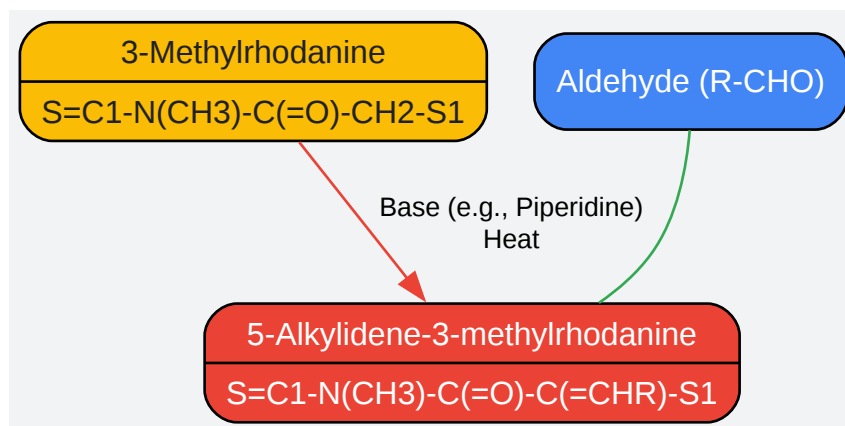 3-Methylrhodanine
S=C1-N(CH3)-C(=O)-CH2-S1
Aldehyde (R-CHO)
Base (e.g., Piperidine)
Heat
5-Alkylidene-3-methylrhodanine
S=C1-N(CH3)-C(=O)-C(=CHR)-S1